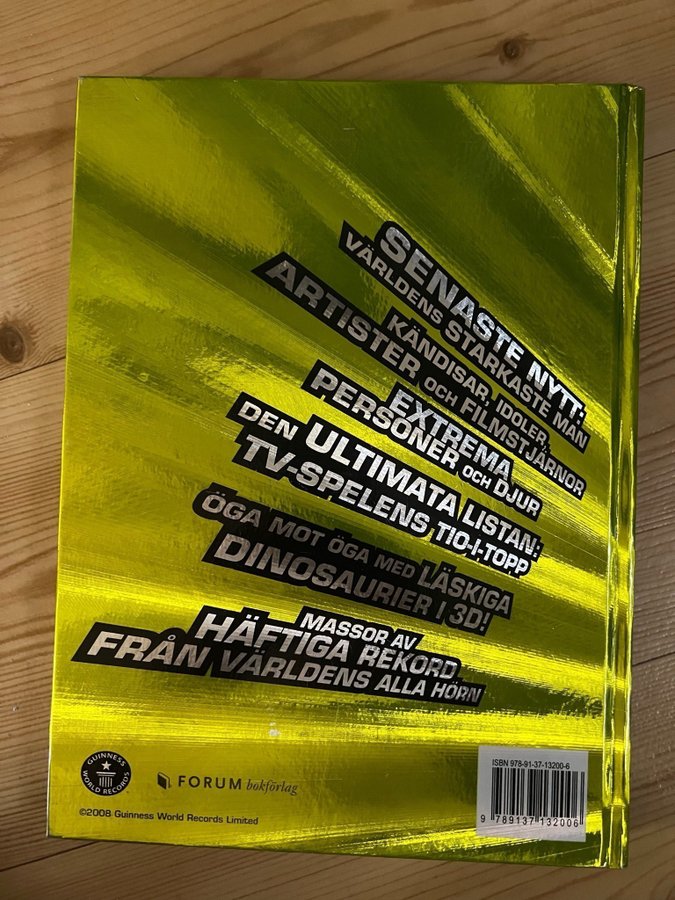 SENASTE NYTT:
VÄRLDENS STARKASTE MAN
KÄNDISAR, IDOLER,
ARTISTER OCH FILMSTJÄRNOR
EXTREMA
PERSONER OCH DJUR
DEN ULTIMATA LISTAN:
TV-SPELENS TIO-I-TOPP
ÖGA MOT ÖGA MED LÄSKIGA
DINOSAURIER I 3D!
MASSOR AV
HÄFTIGA REKORD
FRÅN VÄRLDENS ALLA HÖRN
GUINNESS
WORLD RECORDS
FORUM bokförlag
©2008 Guinness World Records Limited
ISBN 978-91-37-13200-6
9 789137 132006